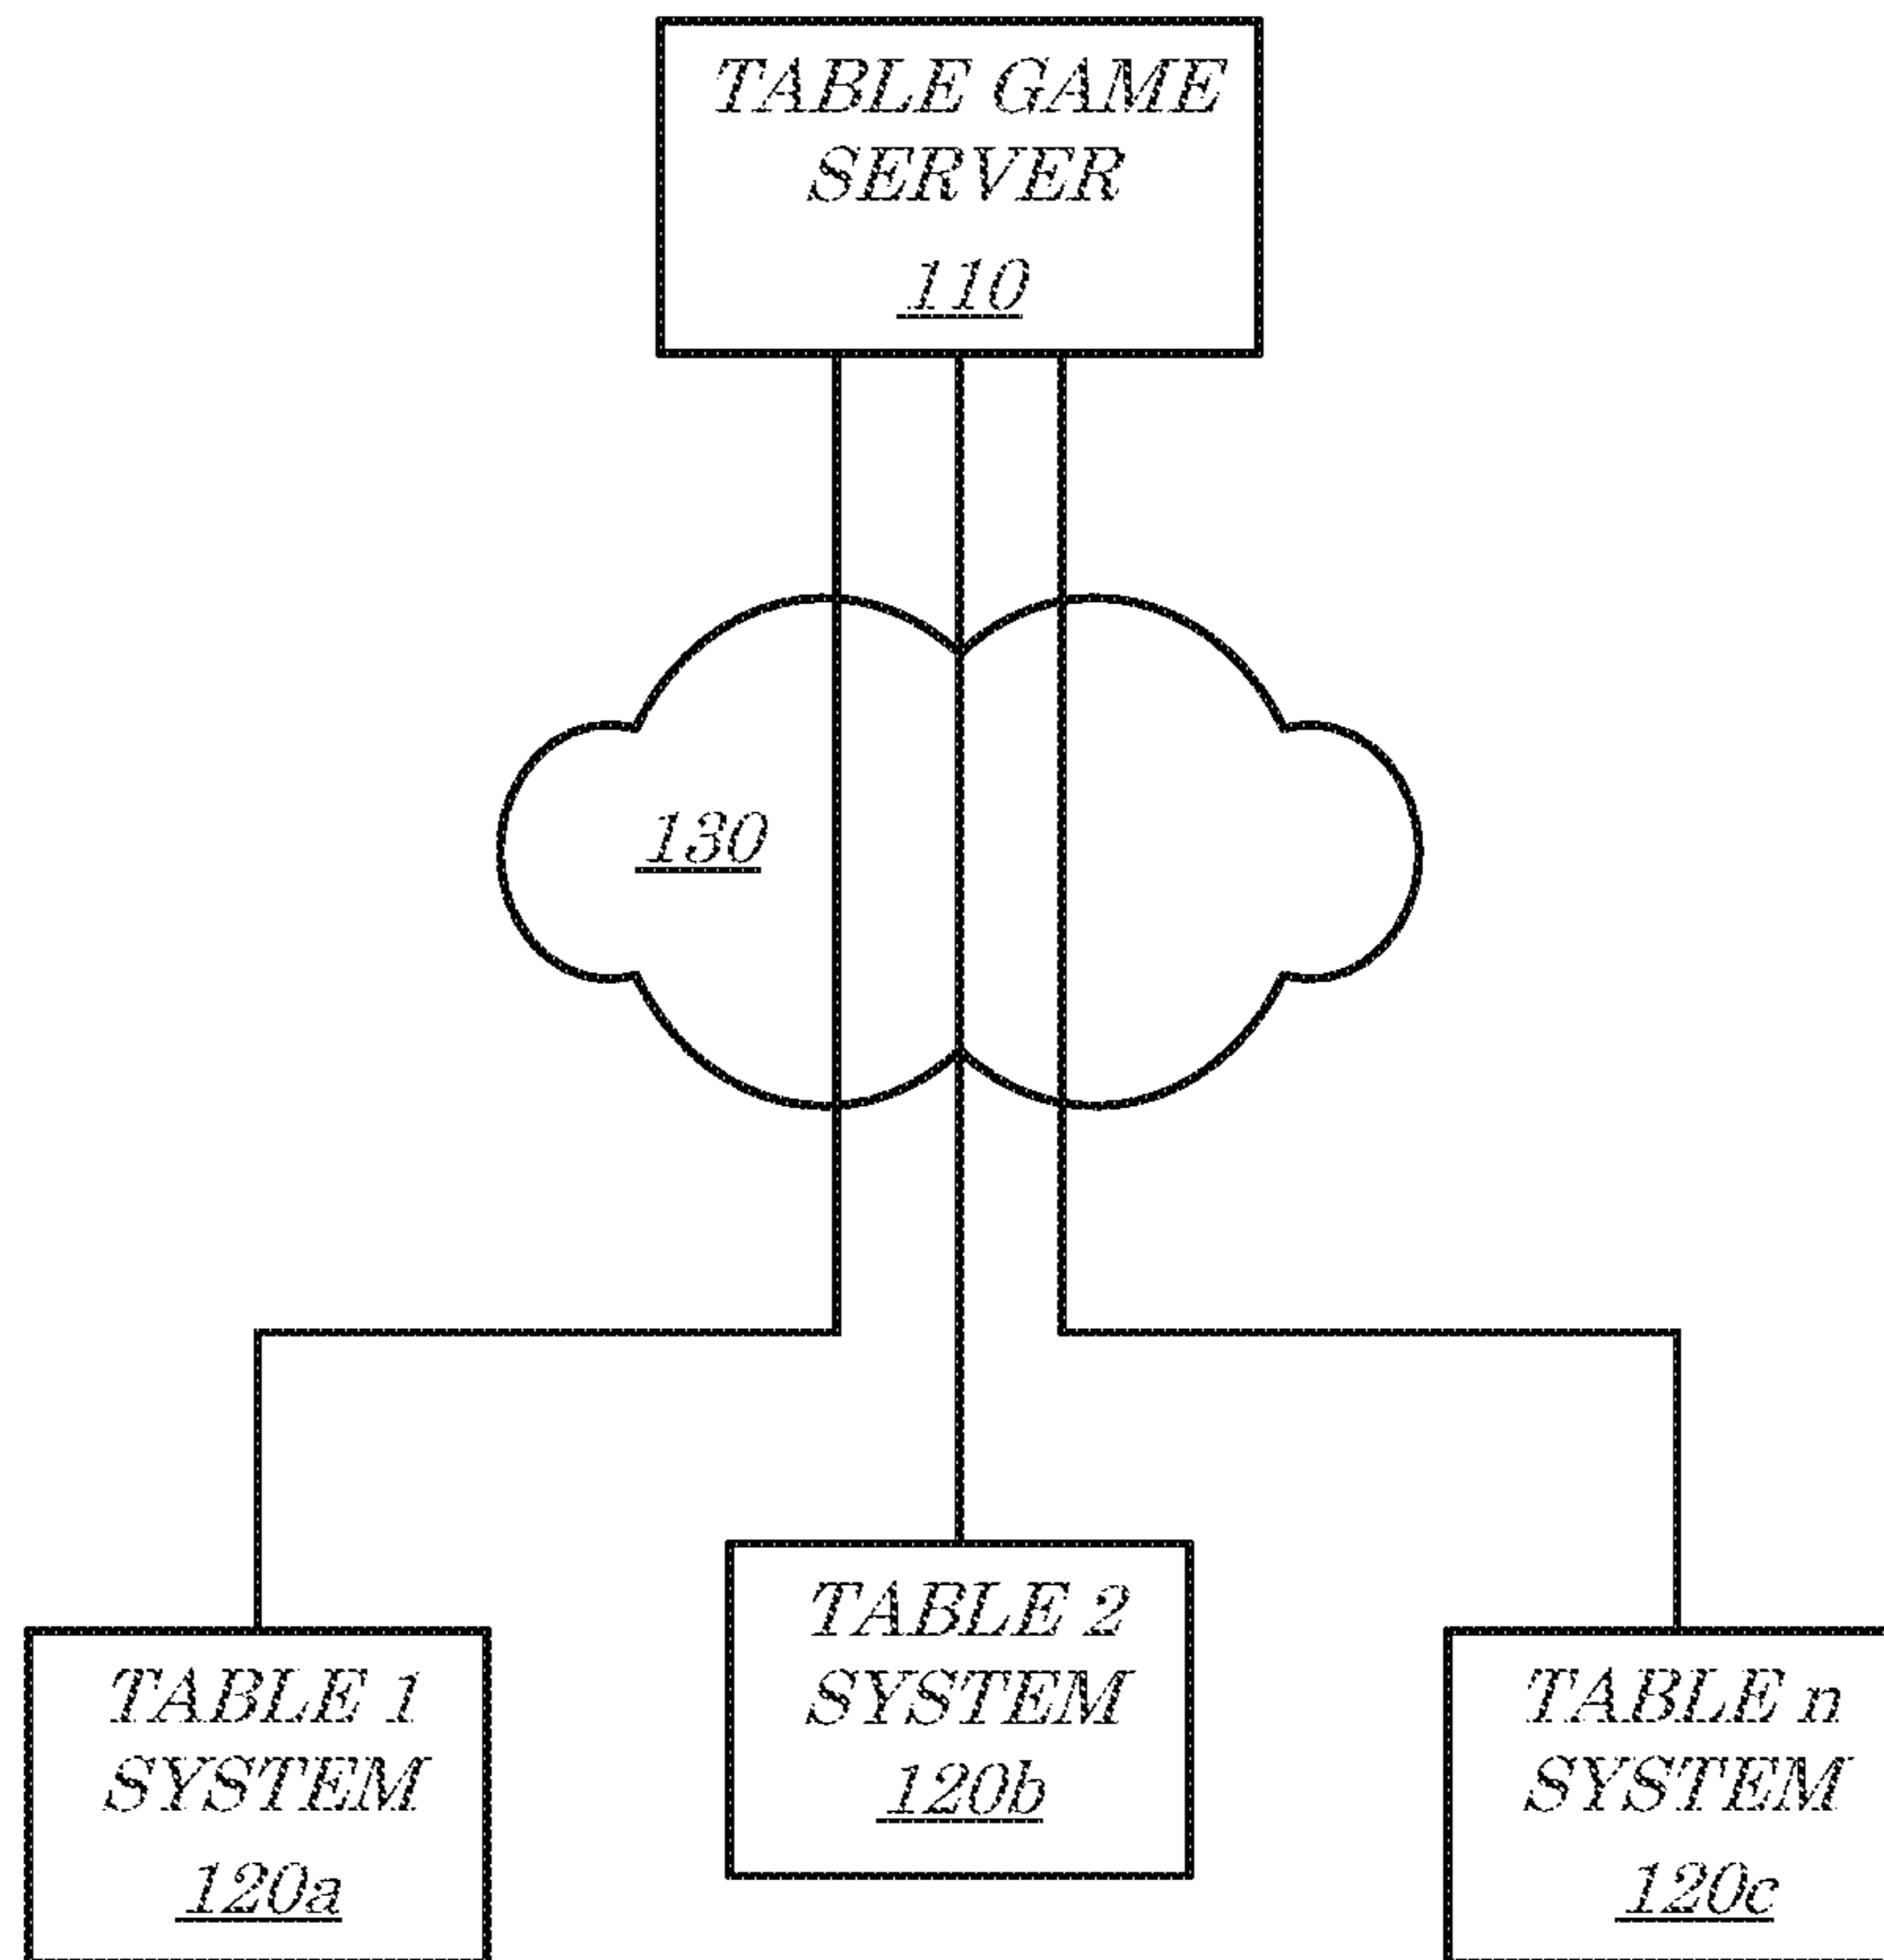 TABLE GAME
SERVER
110
130
TABLE 1
SYSTEM
120a
TABLE 2
SYSTEM
120b
TABLE n
SYSTEM
120c